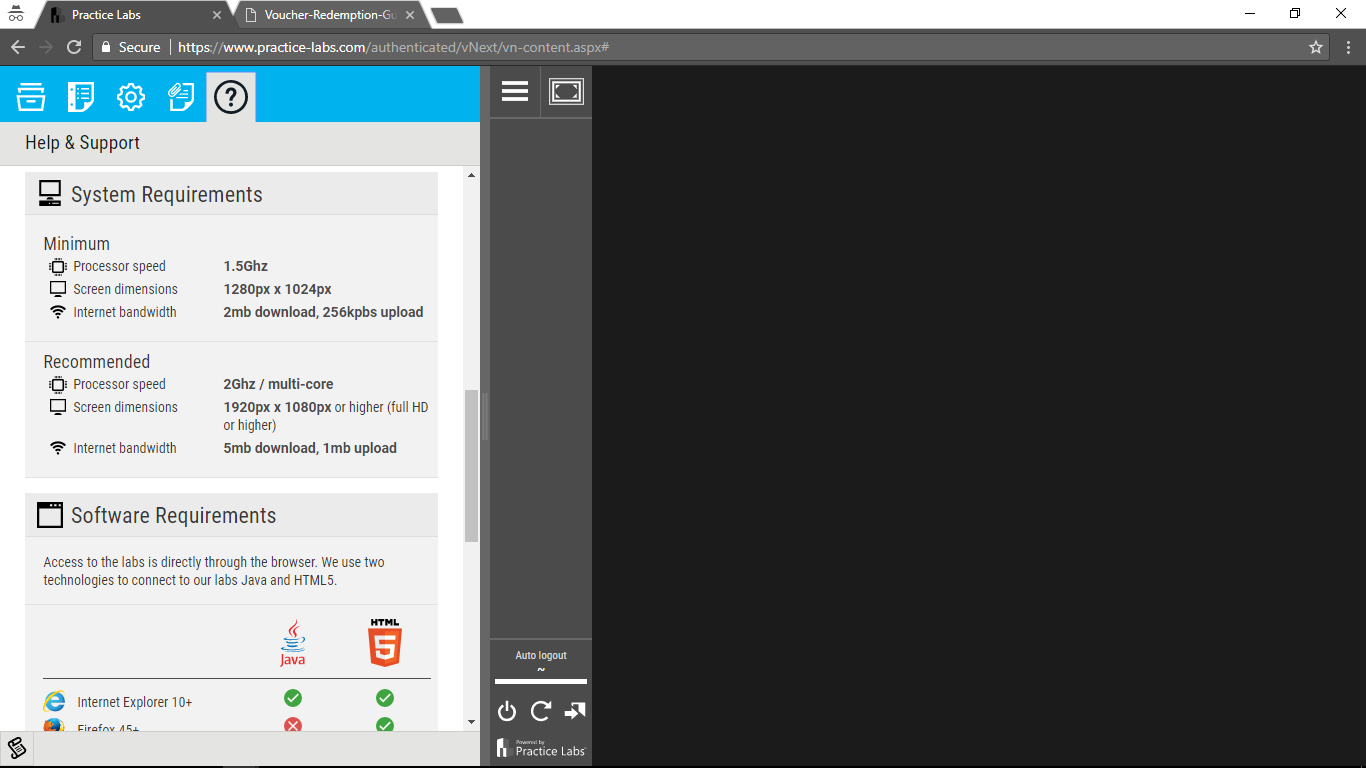 Practice Labs
Voucher-Redemption-Gu
Secure https://www.practice-labs.com/authenticated/vNext/vn-content.aspx#
Help & Support
System Requirements
Minimum
Processor speed 1.5Ghz
Screen dimensions 1280px x 1024px
Internet bandwidth 2mb download, 256kpbs upload
Recommended
Processor speed 2Ghz / multi-core
Screen dimensions 1920px x 1080px or higher (full HD
or higher)
Internet bandwidth 5mb download, 1mb upload
Software Requirements
Access to the labs is directly through the browser. We use two
technologies to connect to our labs Java and HTML5.
Java
HTML
5
Internet Explorer 10+
Firefox 45+
Auto logout
~
Powered by
Practice Labs